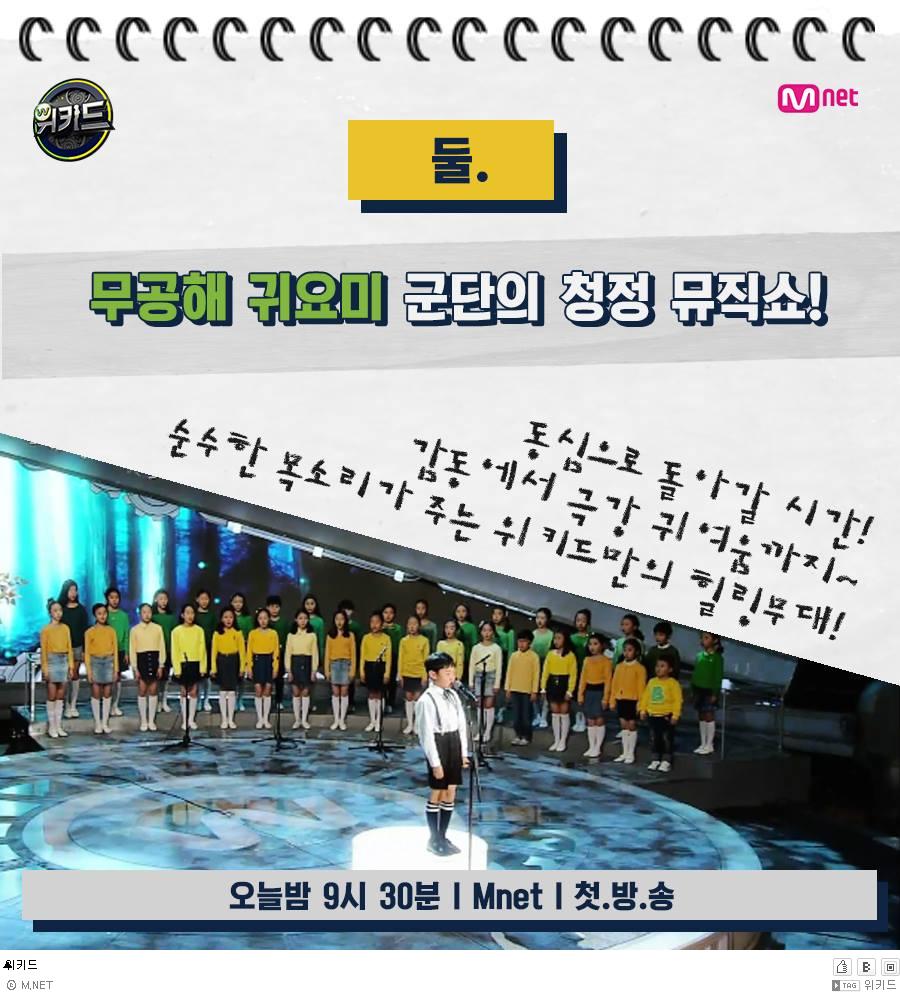 위키드
Mnet
둘.
무공해 귀요미 군단의 청정 뮤직쇼!
동심으로 돌아갈 시간!
감동에서 극강 귀여움까지~
순수한 목소리가 주는 위키드만의 힐링무대!
B
오늘밤 9시 30분 | Mnet | 첫.방.송
위키드
© M.NET
B
TAG 위키드